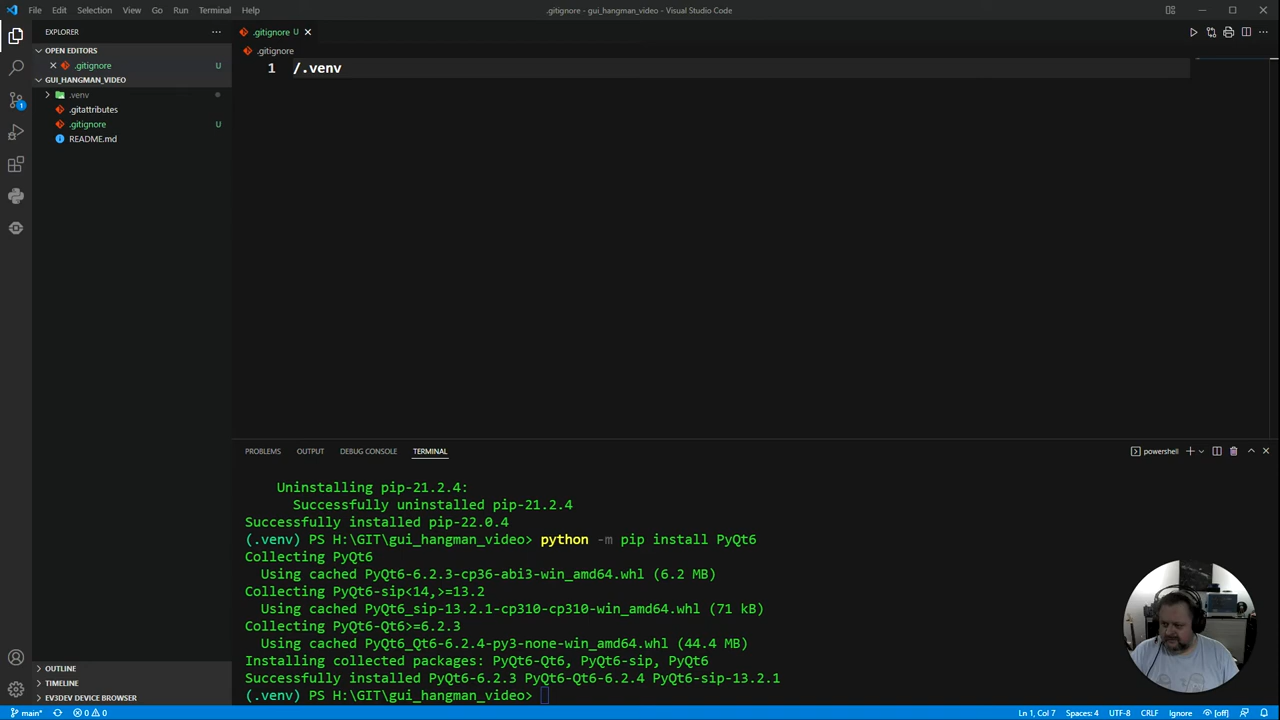 File Edit Selection View Go Run Terminal Help
.gitignore - gui_hangman_video - Visual Studio Code
EXPLORER
OPEN EDITORS
.gitignore U
GUI_HANGMAN_VIDEO
.venv
.gitattributes
.gitignore U
README.md
OUTLINE
TIMELINE
EV3DEV DEVICE BROWSER
.gitignore U
.gitignore
1 /.venv
PROBLEMS OUTPUT DEBUG CONSOLE TERMINAL
powershell
Uninstalling pip-21.2.4:
Successfully uninstalled pip-21.2.4
Successfully installed pip-22.0.4
(.venv) PS H:\GIT\gui_hangman_video> python -m pip install PyQt6
Collecting PyQt6
Using cached PyQt6-6.2.3-cp36-abi3-win_amd64.whl (6.2 MB)
Collecting PyQt6-sip<14,>=13.2
Using cached PyQt6_sip-13.2.1-cp310-cp310-win_amd64.whl (71 kB)
Collecting PyQt6-Qt6>=6.2.3
Using cached PyQt6_Qt6-6.2.4-py3-none-win_amd64.whl (44.4 MB)
Installing collected packages: PyQt6-Qt6, PyQt6-sip, PyQt6
Successfully installed PyQt6-6.2.3 PyQt6-Qt6-6.2.4 PyQt6-sip-13.2.1
(.venv) PS H:\GIT\gui_hangman_video>
1
main* 0 0
Ln 1, Col 7 Spaces: 4 UTF-8 CRLF Ignore [off]